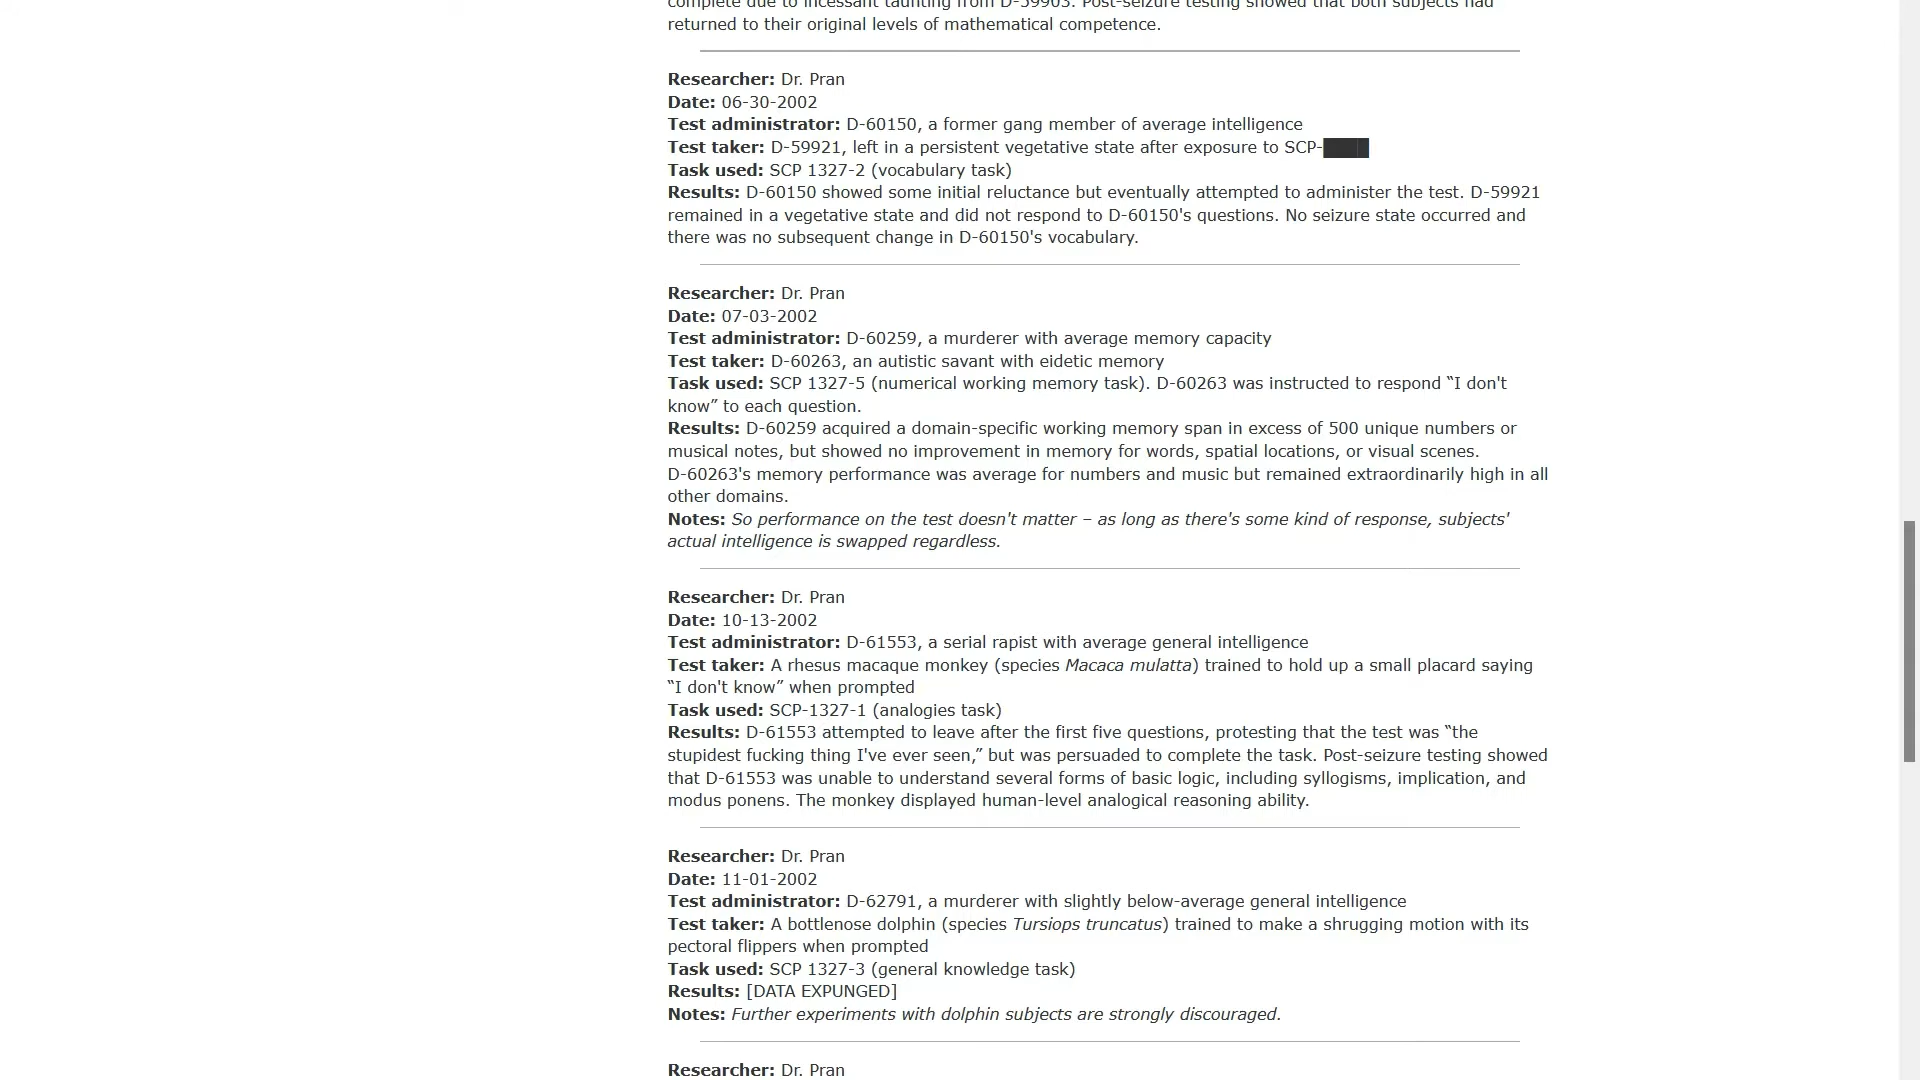 complete due to incessant taunting from D-59903. Post-seizure testing showed that both subjects had
returned to their original levels of mathematical competence.
Researcher: Dr. Pran
Date: 06-30-2002
Test administrator: D-60150, a former gang member of average intelligence
Test taker: D-59921, left in a persistent vegetative state after exposure to SCP-████
Task used: SCP 1327-2 (vocabulary task)
Results: D-60150 showed some initial reluctance but eventually attempted to administer the test. D-59921
remained in a vegetative state and did not respond to D-60150's questions. No seizure state occurred and
there was no subsequent change in D-60150's vocabulary.
Researcher: Dr. Pran
Date: 07-03-2002
Test administrator: D-60259, a murderer with average memory capacity
Test taker: D-60263, an autistic savant with eidetic memory
Task used: SCP 1327-5 (numerical working memory task). D-60263 was instructed to respond “I don't
know” to each question.
Results: D-60259 acquired a domain-specific working memory span in excess of 500 unique numbers or
musical notes, but showed no improvement in memory for words, spatial locations, or visual scenes.
D-60263's memory performance was average for numbers and music but remained extraordinarily high in all
other domains.
Notes: So performance on the test doesn't matter – as long as there's some kind of response, subjects'
actual intelligence is swapped regardless.
Researcher: Dr. Pran
Date: 10-13-2002
Test administrator: D-61553, a serial rapist with average general intelligence
Test taker: A rhesus macaque monkey (species Macaca mulatta) trained to hold up a small placard saying
“I don't know” when prompted
Task used: SCP-1327-1 (analogies task)
Results: D-61553 attempted to leave after the first five questions, protesting that the test was “the
stupidest fucking thing I've ever seen,” but was persuaded to complete the task. Post-seizure testing showed
that D-61553 was unable to understand several forms of basic logic, including syllogisms, implication, and
modus ponens. The monkey displayed human-level analogical reasoning ability.
Researcher: Dr. Pran
Date: 11-01-2002
Test administrator: D-62791, a murderer with slightly below-average general intelligence
Test taker: A bottlenose dolphin (species Tursiops truncatus) trained to make a shrugging motion with its
pectoral flippers when prompted
Task used: SCP 1327-3 (general knowledge task)
Results: [DATA EXPUNGED]
Notes: Further experiments with dolphin subjects are strongly discouraged.
Researcher: Dr. Pran